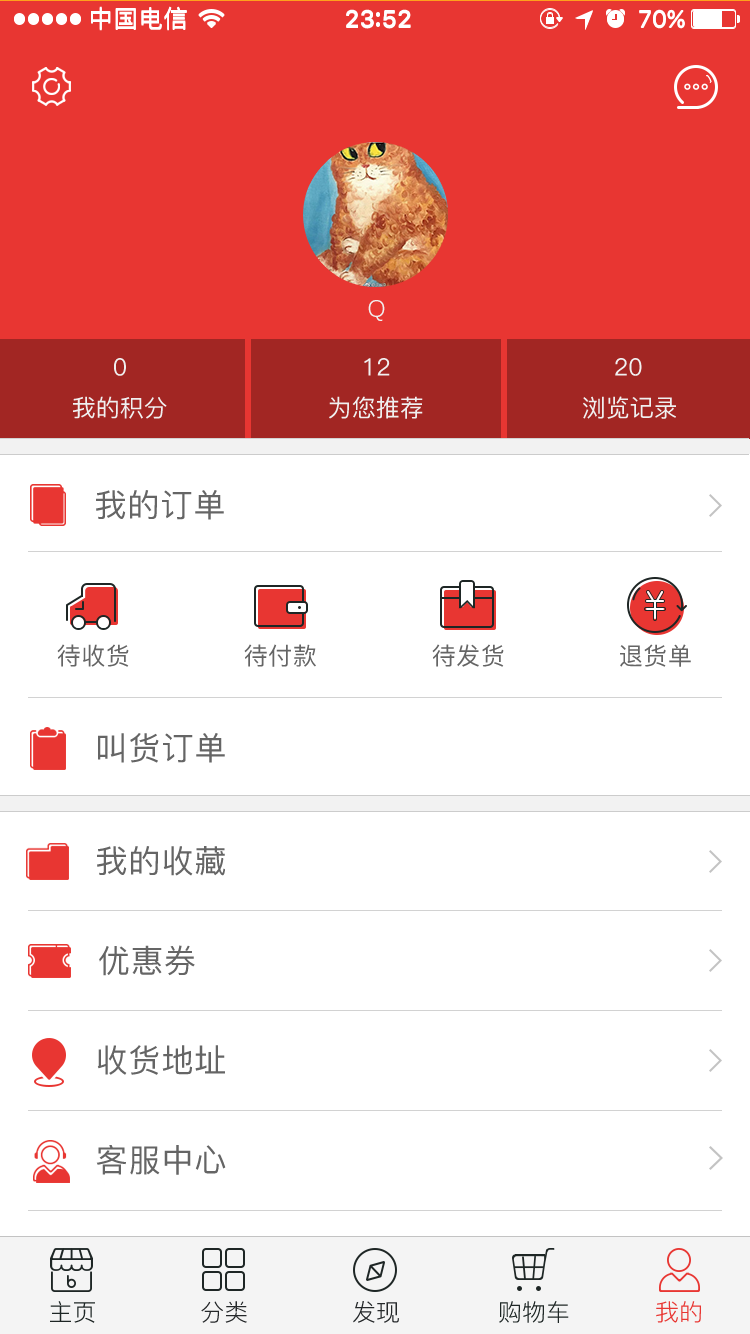 中国电信 23:52 70%
Q
0 12 20
我的积分 为您推荐 浏览记录
我的订单
待收货 待付款 待发货 退货单
叫货订单
我的收藏
优惠券
收货地址
客服中心
b
主页 分类 发现 购物车 我的